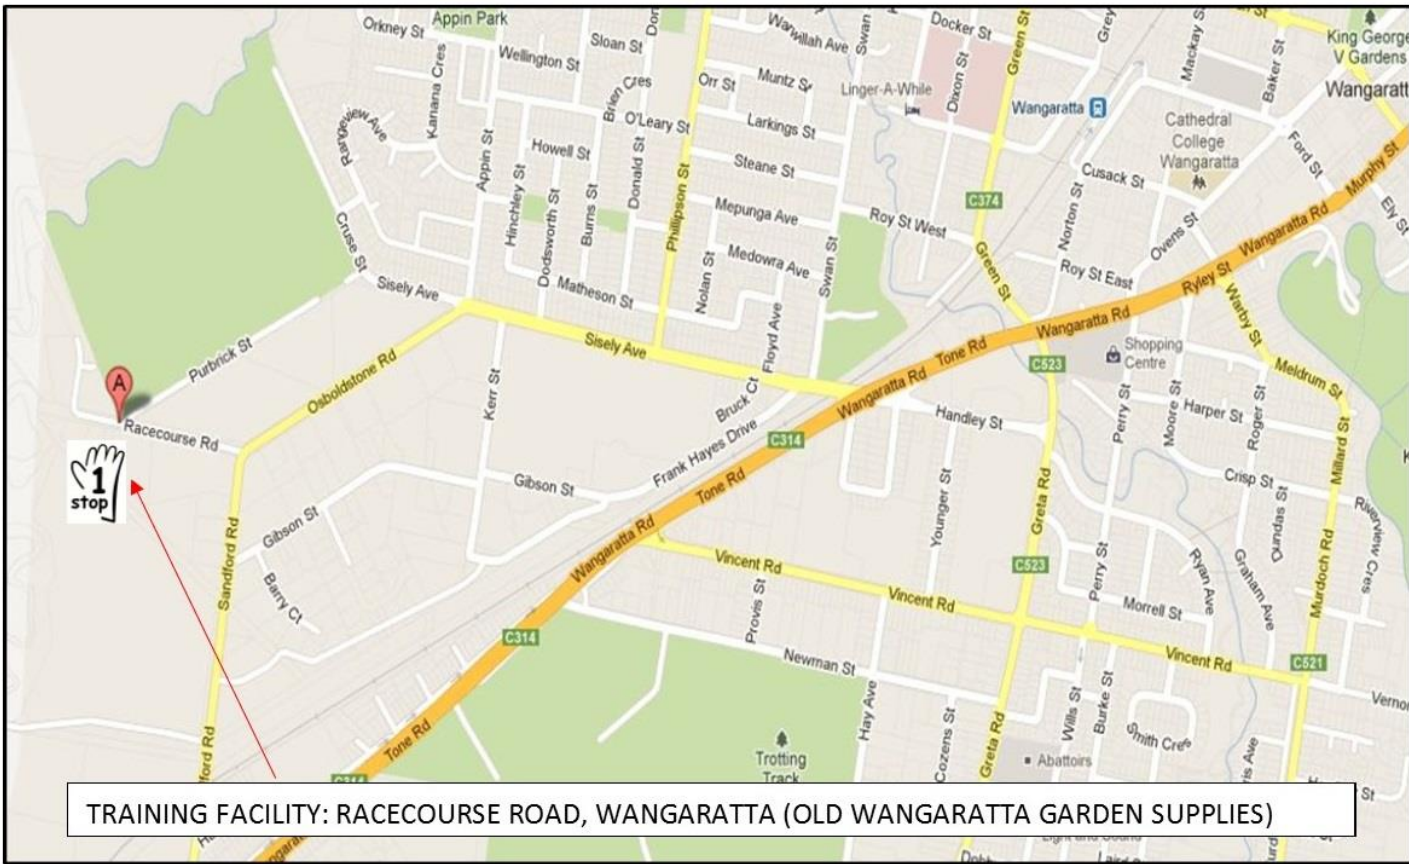 Appin Park
Orkney St
Wellington St
Sloan St
Kanana Cres
Brien Cres
Rangeview Ave
O'Leary St
Appin St
Howell St
Hinchley St
Dodsworth St
Burns St
Donald St
Phillipson St
Orr St
Muntz St
Larkings St
Steane St
Mepunga Ave
Medowra Ave
Nolan St
Matheson St
Floyd Ave
Swan St
Swan
Docker St
Dixon St
Green St
Grey
Mackay St
Baker St
King George
V Gardens
Linger-A-While
Wangaratta
Wangaratt
Cathedral
College
Wangaratta
Ford St
Murphy St
Ely St
Cusack St
Norton St
Ovens St
C374
Roy St West
Green St
Roy St East
Wangaratta Rd
Ryley St
Warby St
Cruse St
Sisely Ave
Purbrick St
Osboldstone Rd
Sisely Ave
Kerr St
Bruck Ct
Frank Hayes Drive
Wangaratta Rd
Tone Rd
Wangaratta Rd
C523
Shopping
Centre
Meldrum St
Perry St
Moore St
Harper St
Roger St
Millard St
A
Racecourse Rd
1
stop
Handley St
C314
Tone Rd
Gibson St
Gibson St
Barry Ct
Sandford Rd
Wangaratta Rd
Younger St
Greta Rd
Crisp St
Dundas St
Riverview Cres
Graham Ave
Murdoch Rd
Vincent Rd
Provis St
Vincent Rd
C523
Perry St
Ryan Ave
Morrell St
Vincent Rd
C521
C314
Newman St
Hay Ave
Cozens St
Greta Rd
Wills St
Burke St
Smith Cres
Abattoirs
Trotting
Track
Tone Rd
TRAINING FACILITY: RACECOURSE ROAD, WANGARATTA (OLD WANGARATTA GARDEN SUPPLIES)